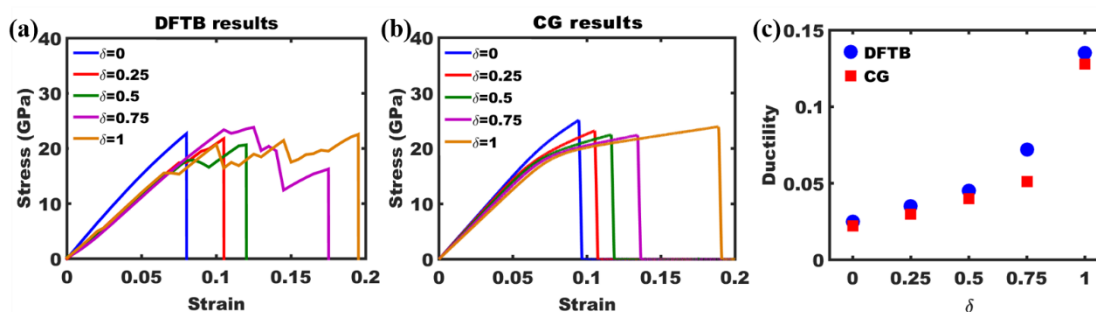 (a)
DFTB results
Stress (GPa)
40
30
20
10
0
δ=0
δ=0.25
δ=0.5
δ=0.75
δ=1
0 0.05 0.1 0.15 0.2
Strain
(b)
CG results
Stress (GPa)
40
30
20
10
0
δ=0
δ=0.25
δ=0.5
δ=0.75
δ=1
0 0.05 0.1 0.15 0.2
Strain
(c)
Ductility
0.15
0.1
0.05
0
DFTB
CG
0 0.25 0.5 0.75 1
δ